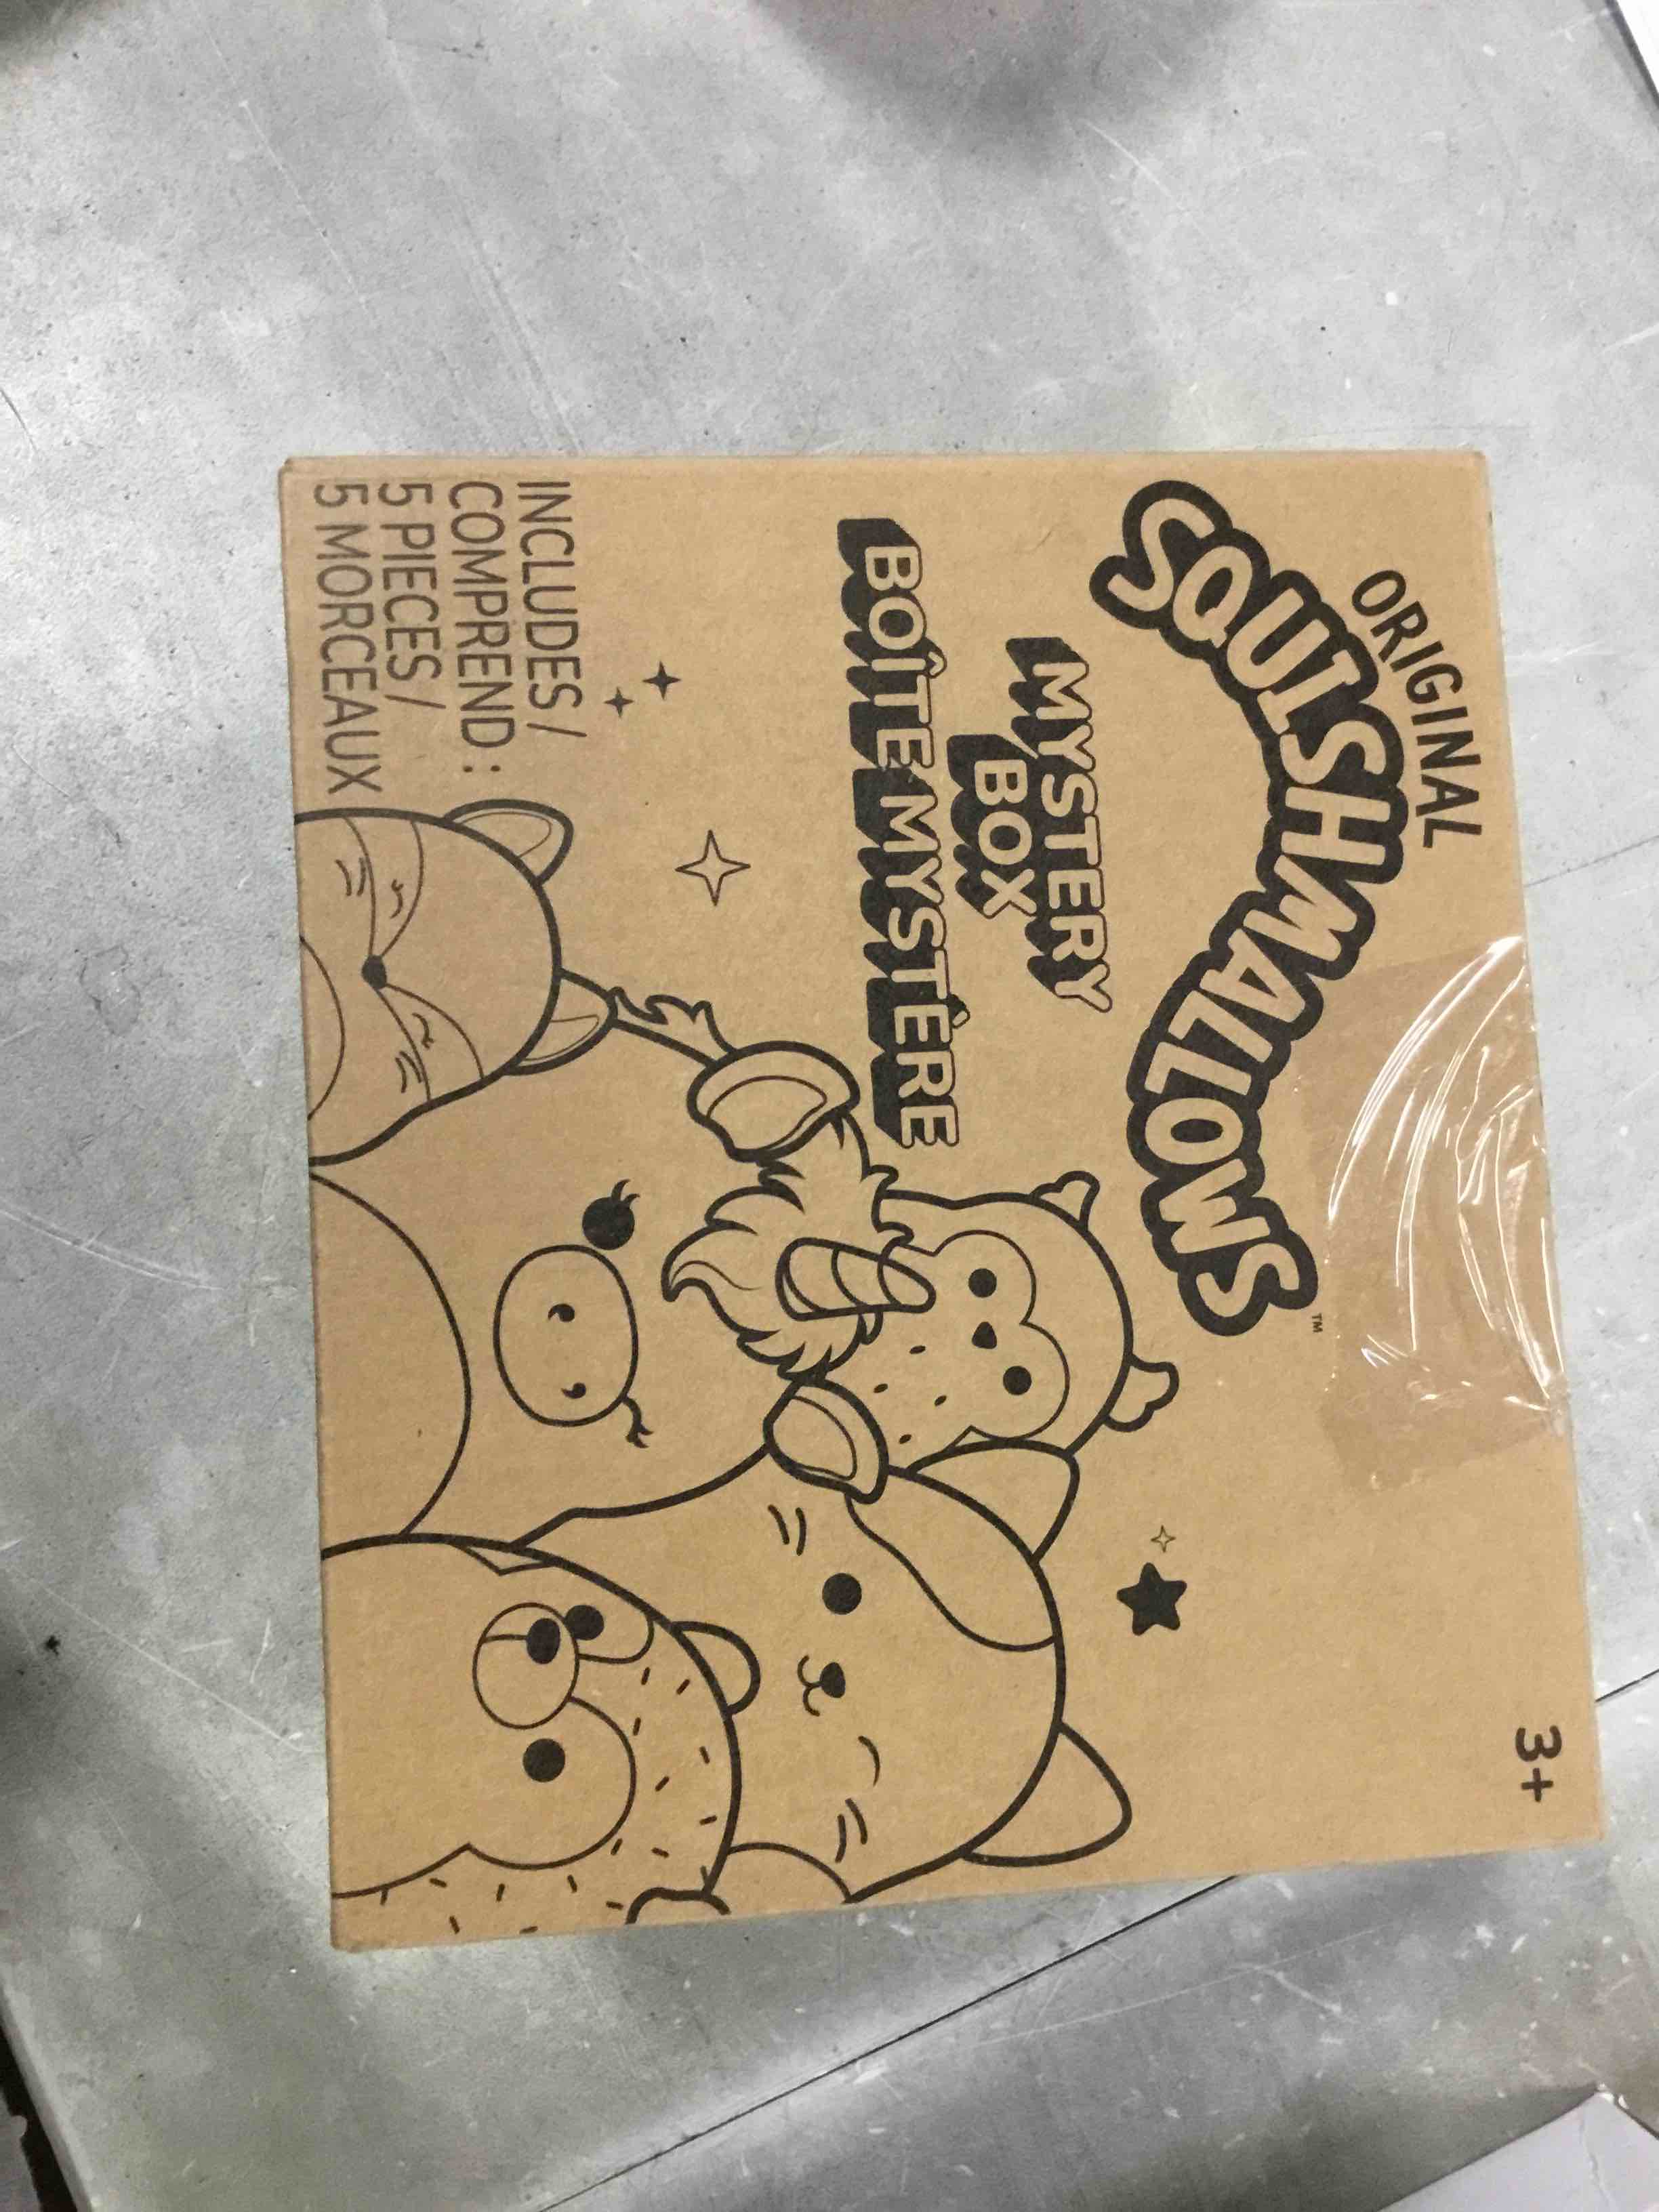 ORIGINAL
SQUISHMALLOWS™
MYSTERY
BOX
BOÎTE MYSTÈRE
3+
INCLUDES /
COMPREND :
5 PIECES /
5 MORCEAUX